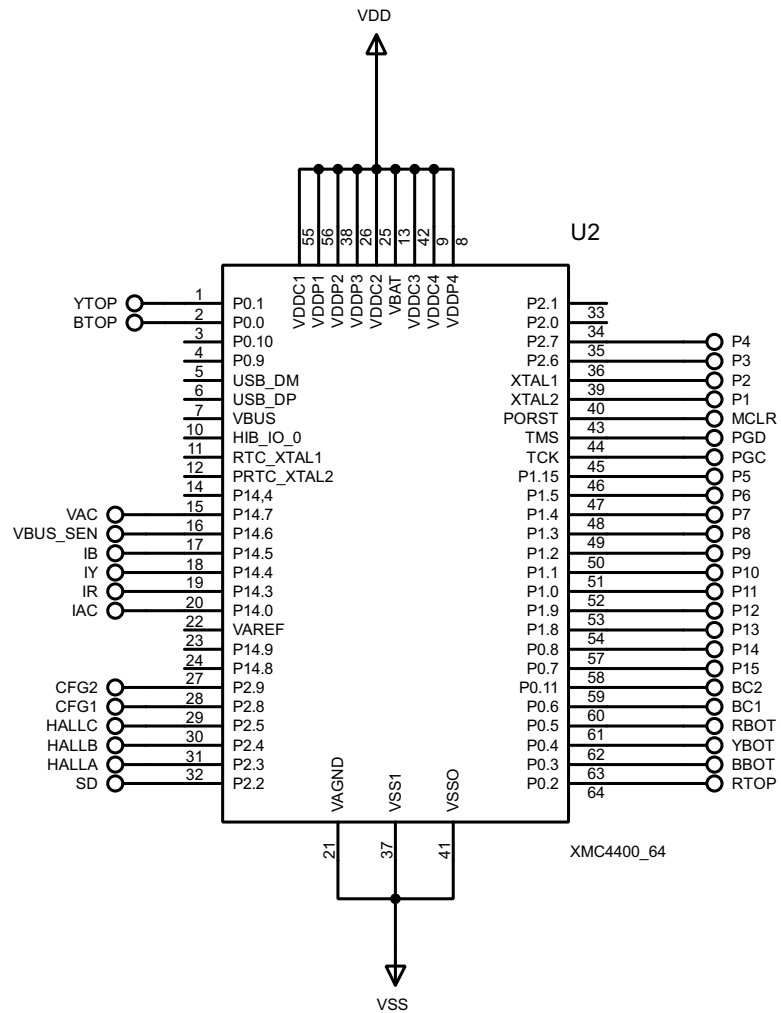 VDD
55 56 38 26 25 13 42 9 8
U2
VDDC1 VDDP1 VDDP2 VDDP3 VDDC2 VBAT VDDC3 VDDC4 VDDP4
YTOP 1 P0.1 P2.1 33
BTOP 2 P0.0 P2.0 34
3 P0.10 P2.7 35 P4
4 P0.9 P2.6 36 P3
5 USB_DM XTAL1 39 P2
6 USB_DP XTAL2 40 P1
7 VBUS PORST 43 MCLR
10 HIB_IO_0 TMS 44 PGD
11 RTC_XTAL1 TCK 45 PGC
12 PRTC_XTAL2 P1.15 46 P5
14 P14,4 P1.5 47 P6
VAC 15 P14.7 P1.4 48 P7
VBUS_SEN 16 P14.6 P1.3 49 P8
IB 17 P14.5 P1.2 50 P9
IY 18 P14.4 P1.1 51 P10
IR 19 P14.3 P1.0 52 P11
IAC 20 P14.0 P1.9 53 P12
22 VAREF P1.8 54 P13
23 P14.9 P0.8 57 P14
24 P14.8 P0.7 58 P15
CFG2 27 P2.9 P0.11 59 BC2
CFG1 28 P2.8 P0.6 60 BC1
HALLC 29 P2.5 P0.5 61 RBOT
HALLB 30 P2.4 P0.4 62 YBOT
HALLA 31 P2.3 P0.3 63 BBOT
SD 32 P2.2 P0.2 64 RTOP
VAGND VSS1 VSSO
21 37 41
XMC4400_64
VSS